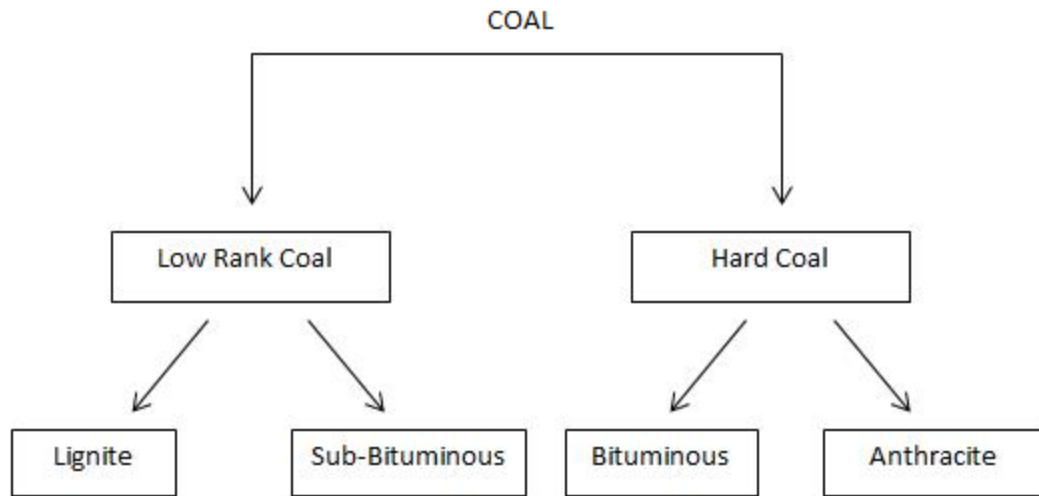 COAL
Low Rank Coal
Hard Coal
Lignite
Sub-Bituminous
Bituminous
Anthracite